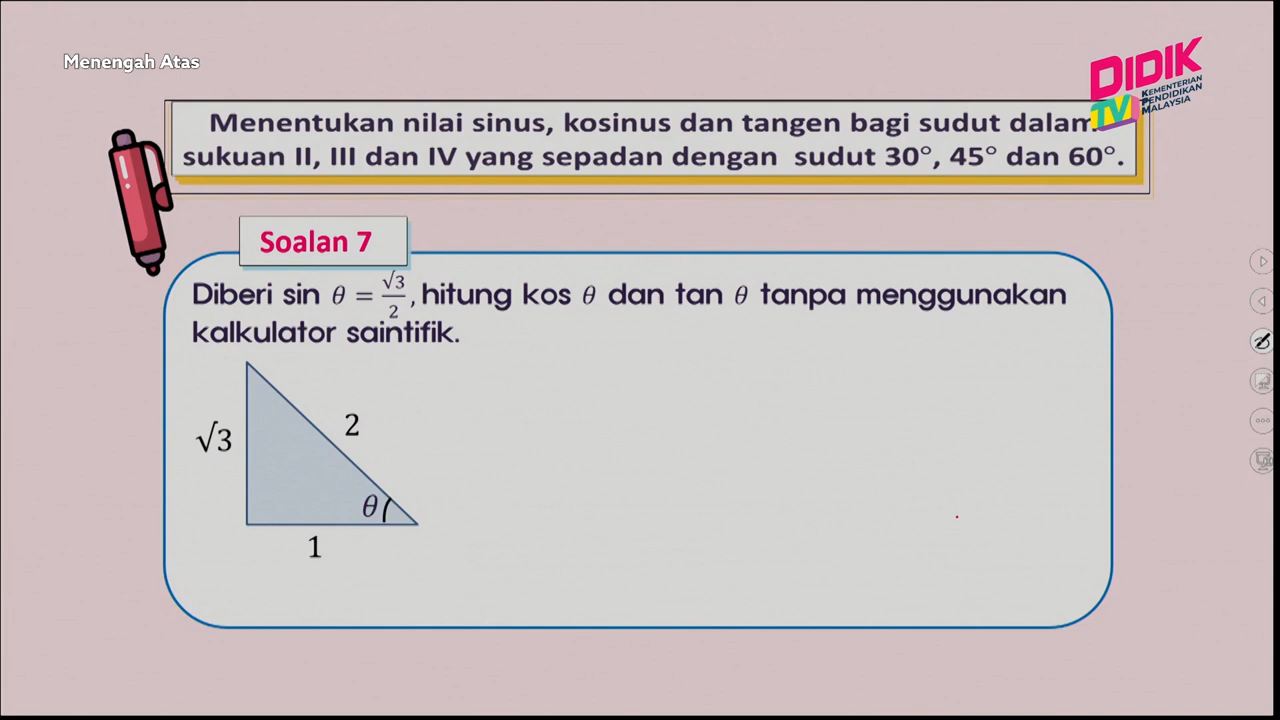 Menengah Atas
DIDIK
TV
KEMENTERIAN
PENDIDIKAN
MALAYSIA
Menentukan nilai sinus, kosinus dan tangen bagi sudut dalam
sukuan II, III dan IV yang sepadan dengan sudut 30°, 45° dan 60°.
Soalan 7
Diberi sin θ = √3/2, hitung kos θ dan tan θ tanpa menggunakan
kalkulator saintifik.
√3
2
θ
1